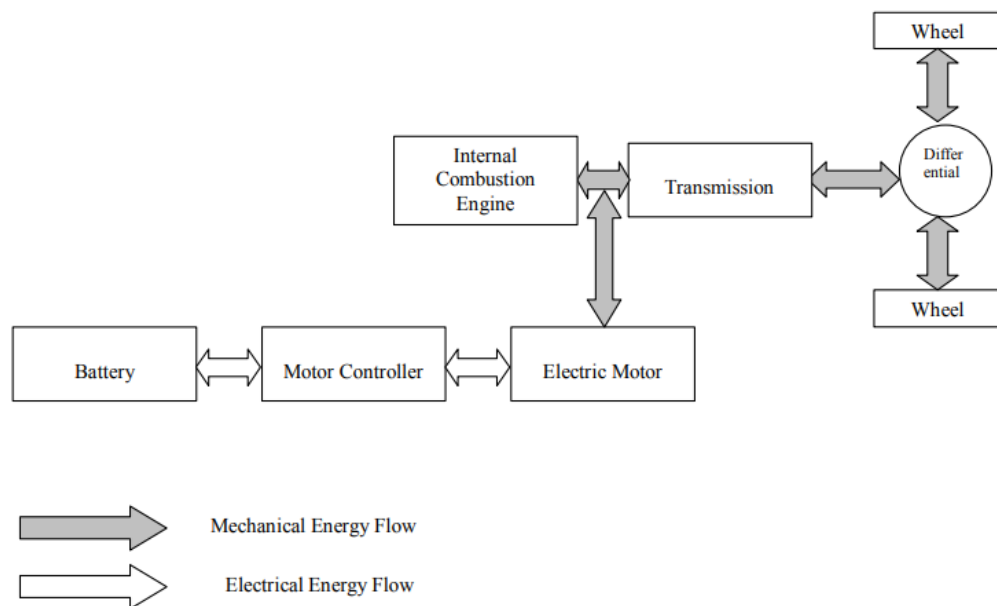 Wheel
Internal
Combustion
Engine
Transmission
Differ
ential
Wheel
Battery
Motor Controller
Electric Motor
Mechanical Energy Flow
Electrical Energy Flow